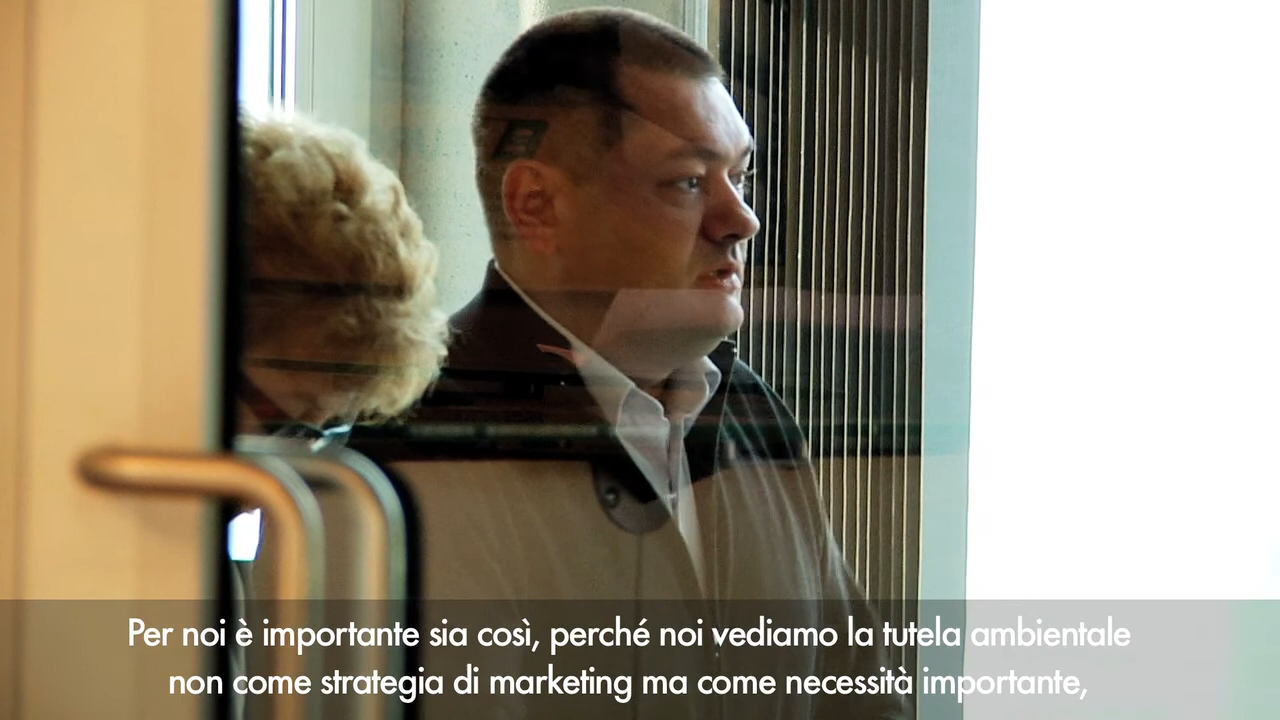 Per noi è importante sia così, perché noi vediamo la tutela ambientale
non come strategia di marketing ma come necessità importante,